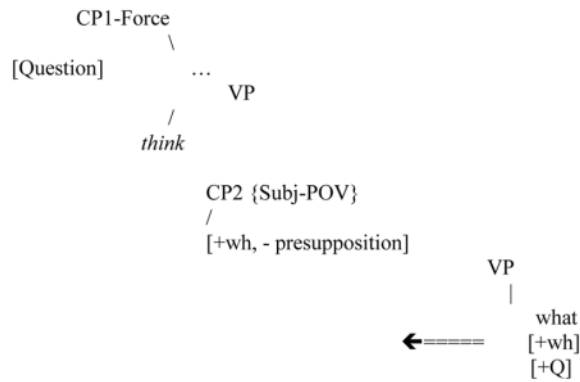 CP1-Force
\
[Question] …
VP
/
think
CP2 {Subj-POV}
/
[+wh, - presupposition]
VP
|
what
🡰===== [+wh]
[+Q]